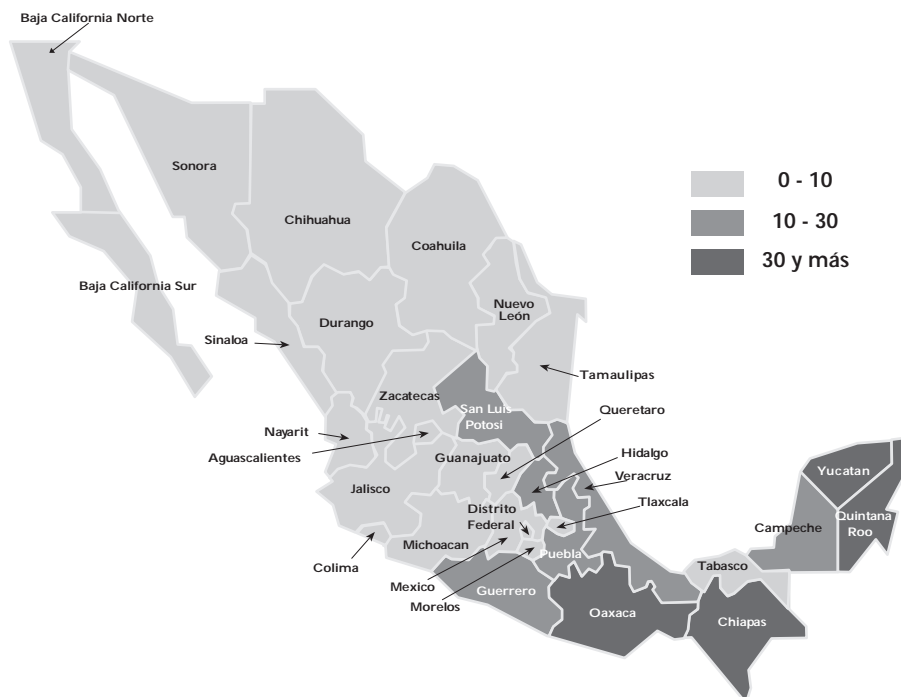 Baja California Norte
Sonora
Chihuahua
Coahuila
Baja California Sur
Nuevo
León
Durango
Sinaloa
Tamaulipas
Zacatecas
San Luis
Potosi
Queretaro
Nayarit
Aguascalientes
Guanajuato
Hidalgo
Veracruz
Jalisco
Tlaxcala
Distrito
Federal
Michoacan
Puebla
Colima
Mexico
Morelos
Guerrero
Oaxaca
Tabasco
Chiapas
Campeche
Yucatan
Quintana
Roo
0 - 10
10 - 30
30 y más